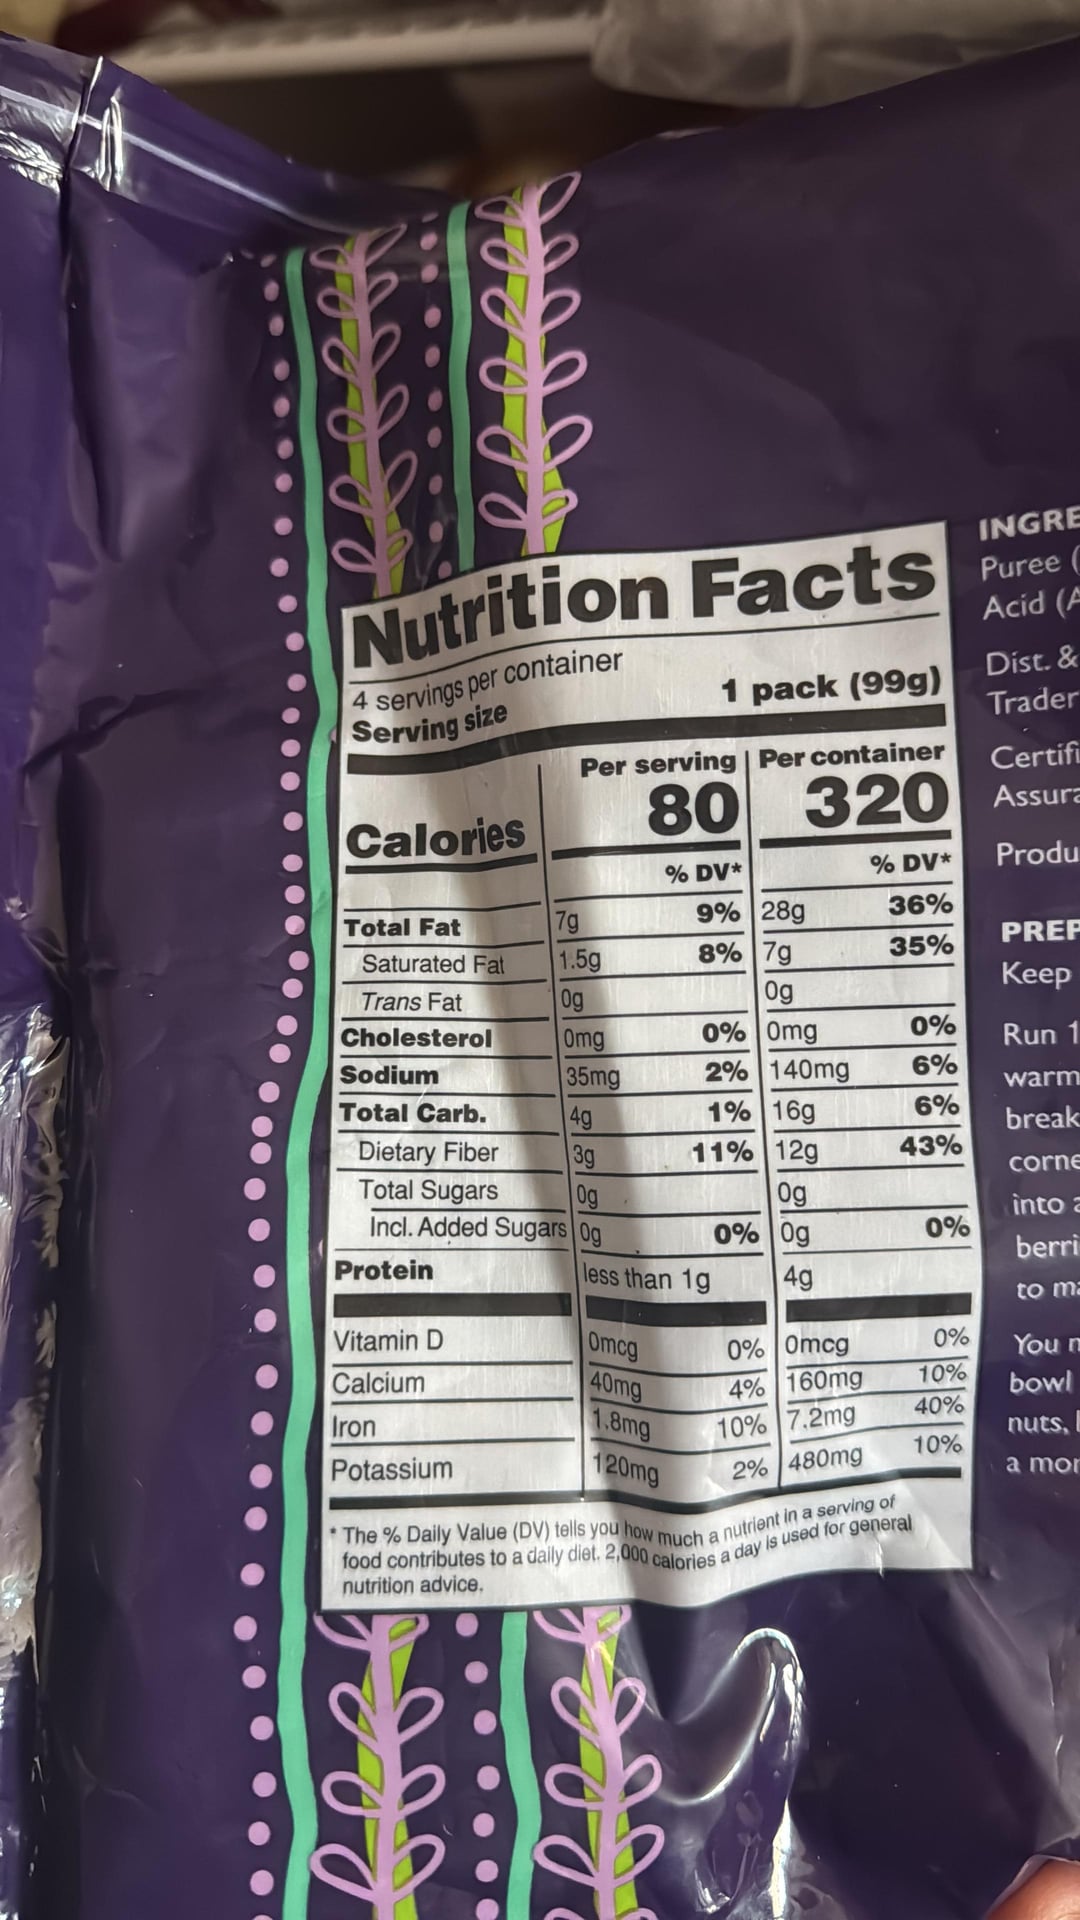 Nutrition Facts
4 servings per container
Serving size 1 pack (99g)
Per serving Per container
Calories 80 320
% DV* % DV*
Total Fat 7g 9% 28g 36%
Saturated Fat 1.5g 8% 7g 35%
Trans Fat 0g 0g
Cholesterol 0mg 0% 0mg 0%
Sodium 35mg 2% 140mg 6%
Total Carb. 4g 1% 16g 6%
Dietary Fiber 3g 11% 12g 43%
Total Sugars 0g 0g
Incl. Added Sugars 0g 0% 0g 0%
Protein less than 1g 4g
Vitamin D 0mcg 0% 0mcg 0%
Calcium 40mg 4% 160mg 10%
Iron 1.8mg 10% 7.2mg 40%
Potassium 120mg 2% 480mg 10%
* The % Daily Value (DV) tells you how much a nutrient in a serving of
food contributes to a daily diet. 2,000 calories a day is used for general
nutrition advice.
INGRE
Puree (
Acid (A
Dist. &
Trader
Certifi
Assura
Produ
PREP
Keep
Run 1
warm
break
corne
into a
berri
to ma
You m
bowl
nuts,
a mor